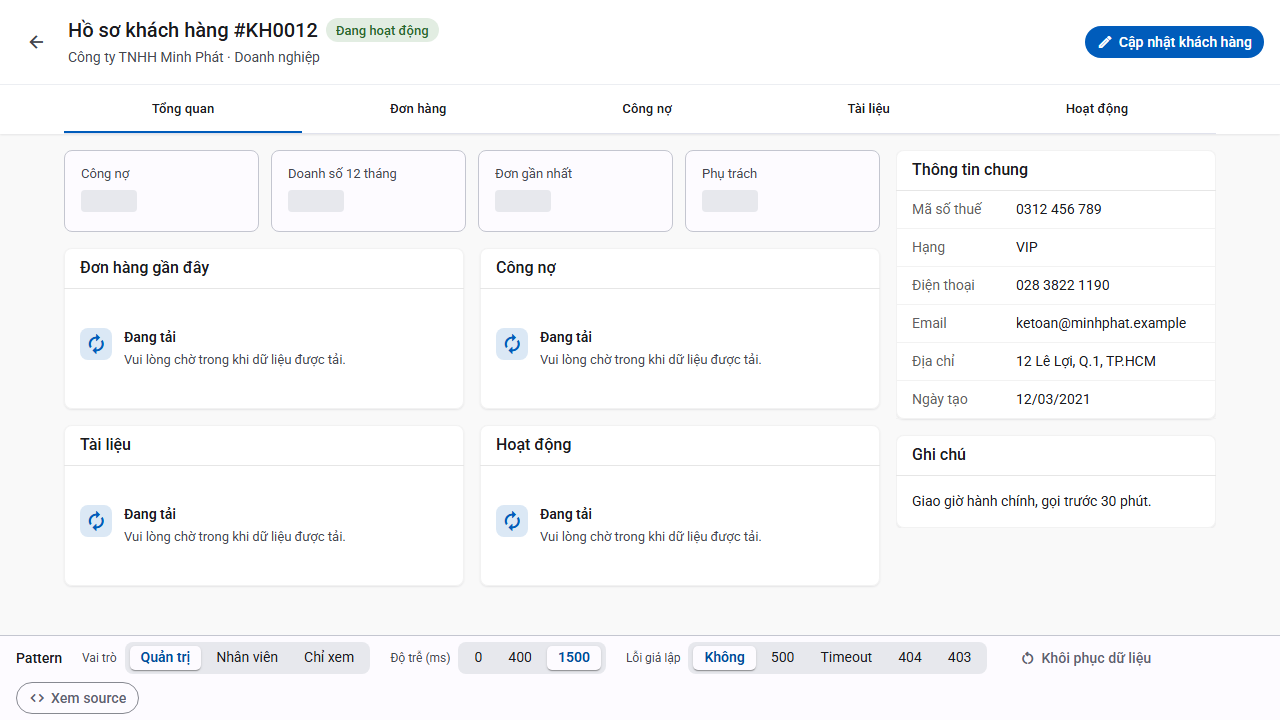 Hồ sơ khách hàng #KH0012 Đang hoạt động
Công ty TNHH Minh Phát · Doanh nghiệp
Cập nhật khách hàng
Tổng quan Đơn hàng Công nợ Tài liệu Hoạt động
Công nợ
Doanh số 12 tháng
Đơn gần nhất
Phụ trách
Đơn hàng gần đây
Đang tải
Vui lòng chờ trong khi dữ liệu được tải.
Công nợ
Đang tải
Vui lòng chờ trong khi dữ liệu được tải.
Tài liệu
Đang tải
Vui lòng chờ trong khi dữ liệu được tải.
Hoạt động
Đang tải
Vui lòng chờ trong khi dữ liệu được tải.
Thông tin chung
Mã số thuế 0312 456 789
Hạng VIP
Điện thoại 028 3822 1190
Email ketoan@minhphat.example
Địa chỉ 12 Lê Lợi, Q.1, TP.HCM
Ngày tạo 12/03/2021
Ghi chú
Giao giờ hành chính, gọi trước 30 phút.
Pattern Vai trò Quản trị Nhân viên Chỉ xem Độ trễ (ms) 0 400 1500 Lỗi giả lập Không 500 Timeout 404 403 Khôi phục dữ liệu
Xem source